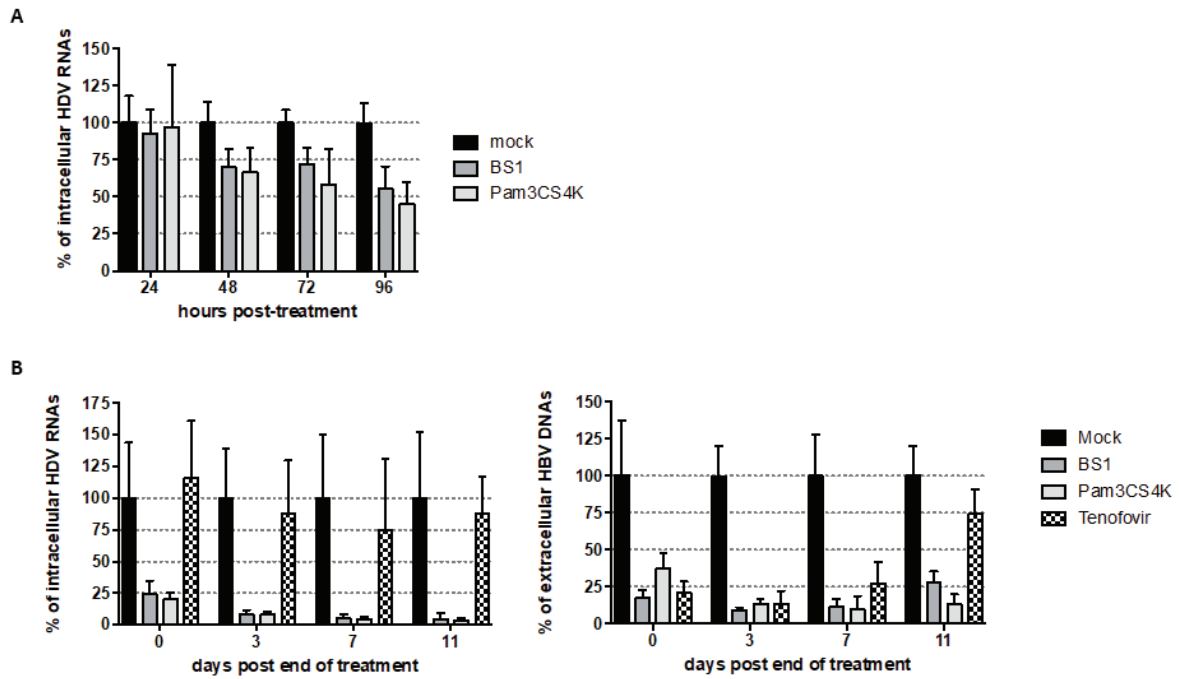 A
% of intracellular HDV RNAs
150
125
100
75
50
25
0
24 48 72 96
hours post-treatment
mock
BS1
Pam3CS4K
B
% of intracellular HDV RNAs
175
150
125
100
75
50
25
0
0 3 7 11
days post end of treatment
% of extracellular HBV DNAs
150
125
100
75
50
25
0
0 3 7 11
days post end of treatment
Mock
BS1
Pam3CS4K
Tenofovir